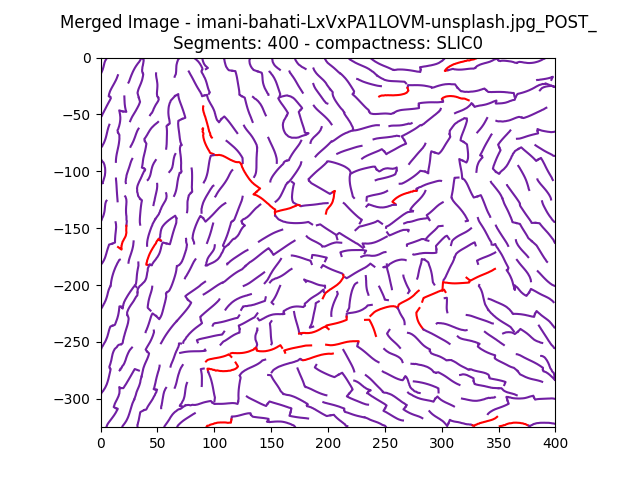 Merged Image - imani-bahati-LxVxPA1LOVM-unsplash.jpg_POST_
Segments: 400 - compactness: SLIC0
0
−50
−100
−150
−200
−250
−300
0 50 100 150 200 250 300 350 400